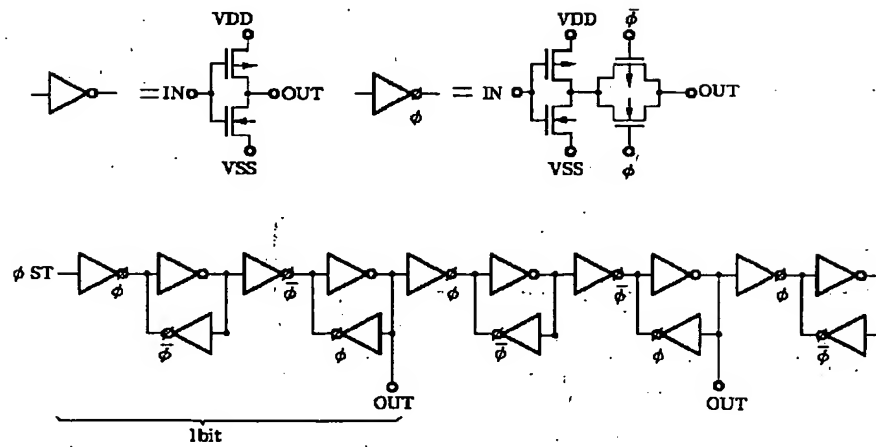 VDD VDD φ̄
= IN OUT = IN OUT
φ
VSS VSS φ
φ ST
φ φ̄ φ φ̄ φ
φ̄ φ φ̄ φ φ̄
OUT OUT
1bit